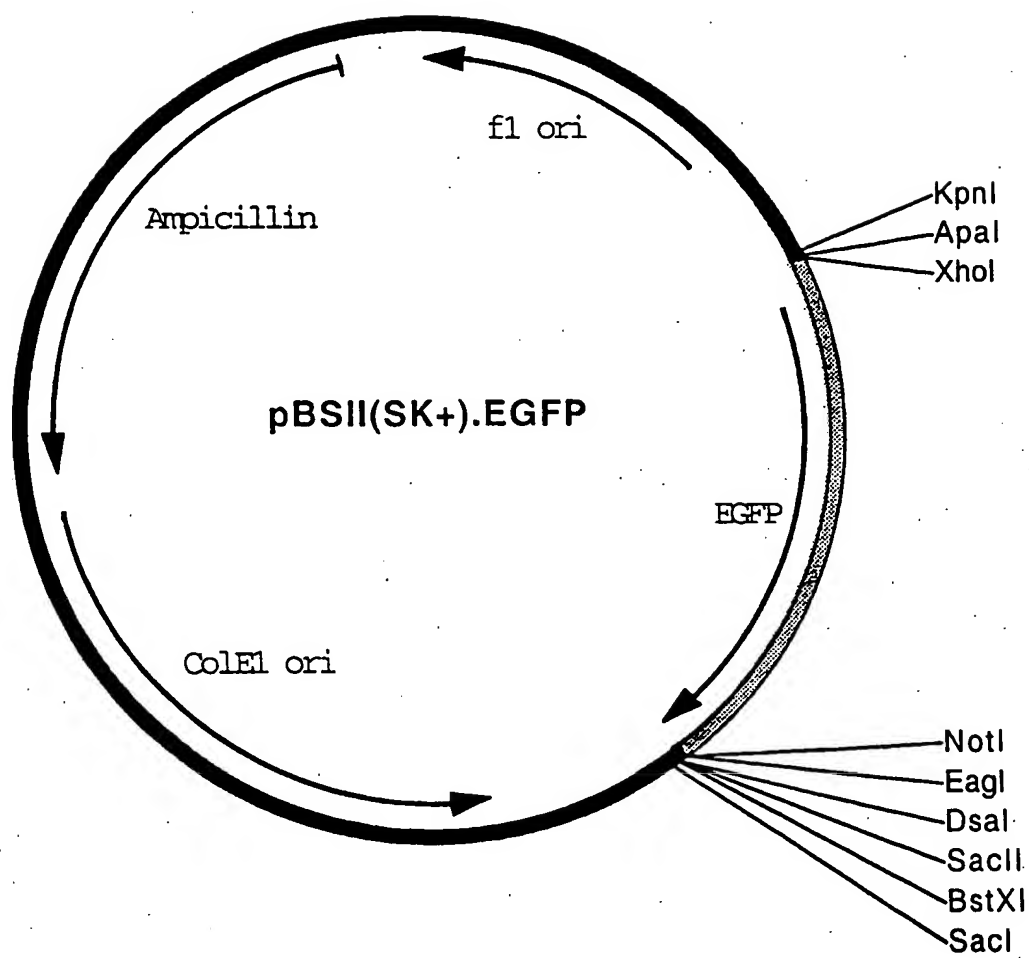 f1 ori
KpnI
ApaI
XhoI
Ampicillin
pBSII(SK+).EGFP
EGFP
ColE1 ori
NotI
EagI
DsaI
SacII
BstXI
SacI